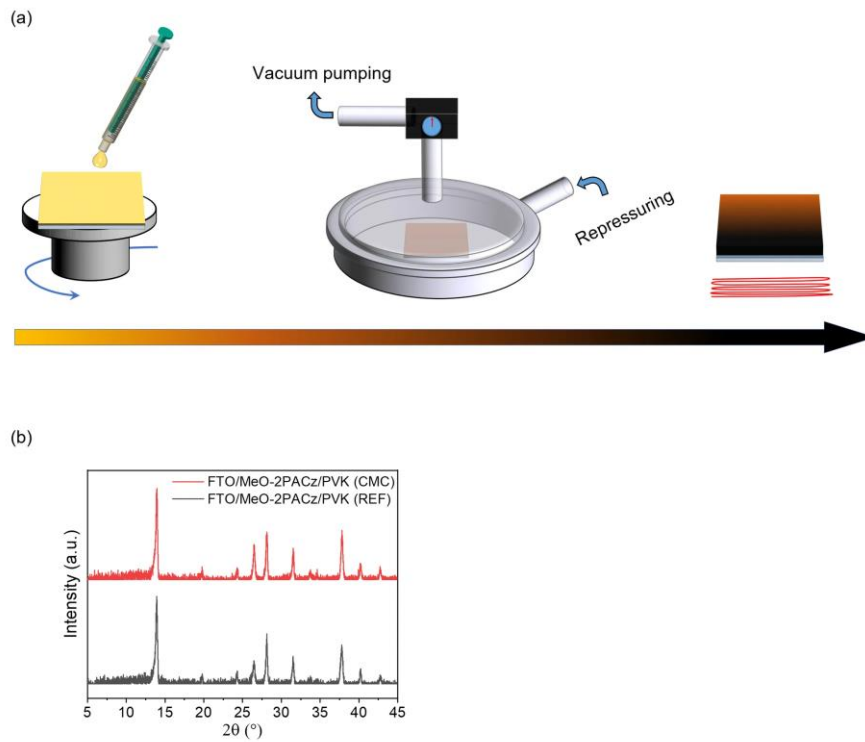 (a)
Vacuum pumping
Repressuring
(b)
FTO/MeO-2PACz/PVK (CMC)
FTO/MeO-2PACz/PVK (REF)
Intensity (a.u.)
5 10 15 20 25 30 35 40 45
2θ (°)